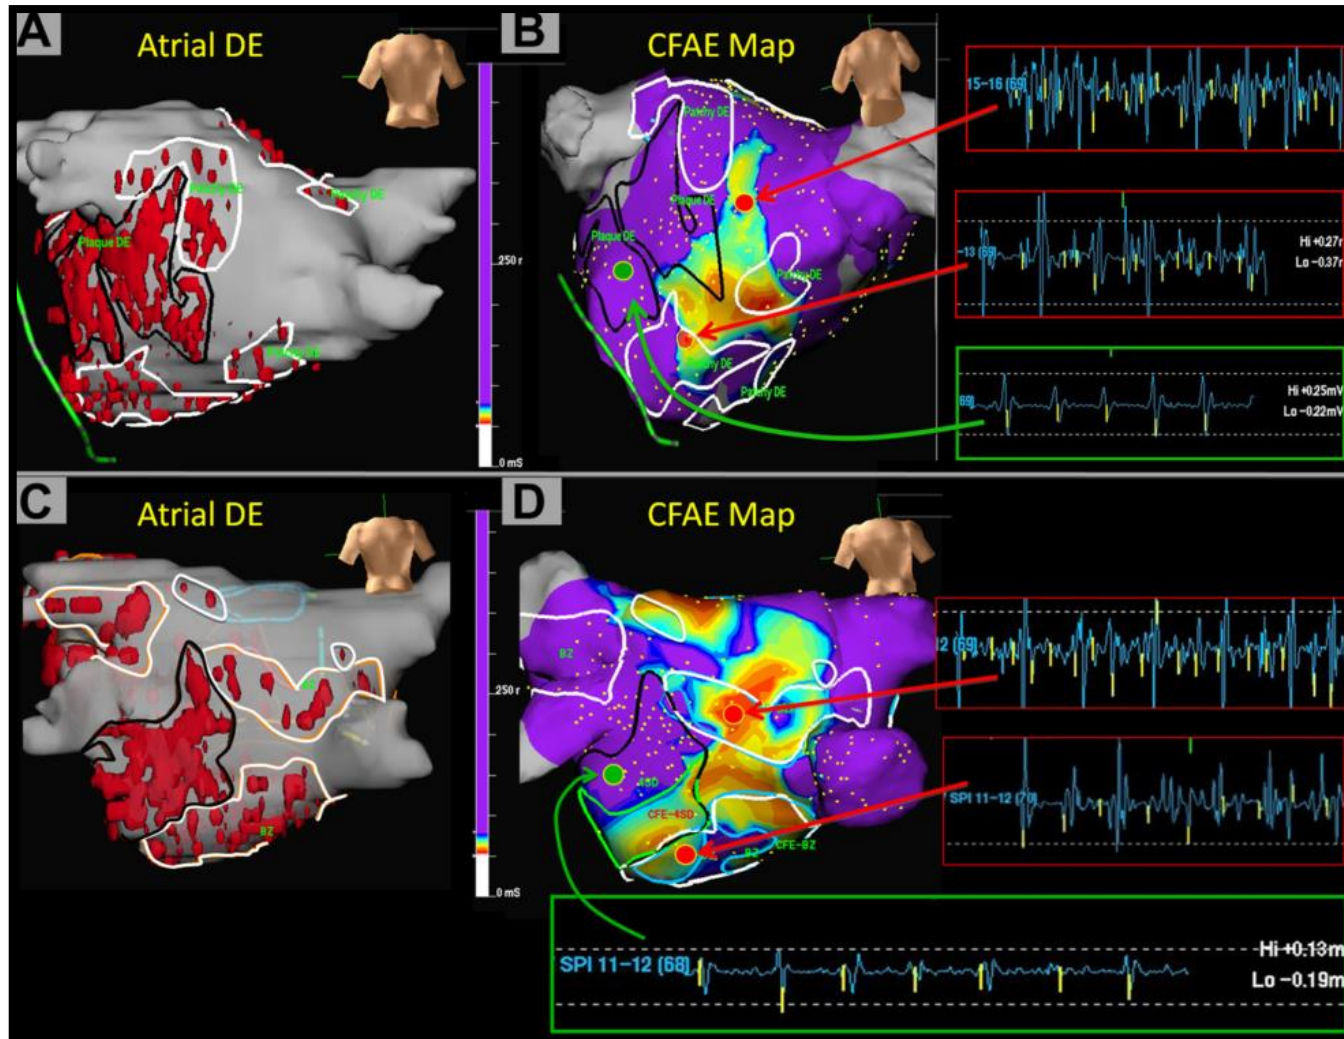 A
Atrial DE
Patchy DE
Patchy DE
Plaque DE
Patchy DE
250 r
0 mS
B
CFAE Map
Patchy DE
Plaque DE
Plaque DE
Patchy DE
Patchy DE
Patchy DE
15-16 (69)
-13 (69)
Hi +0.27r
Lo -0.37r
69)
Hi +0.25mV
Lo -0.22mV
C
Atrial DE
BZ
250 r
0 mS
D
CFAE Map
BZ
4SD
CFE-4SD
BZ
CFE-BZ
12 (69)
SPI 11-12 (70)
SPI 11-12 (68)
Hi +0.13m
Lo -0.19m